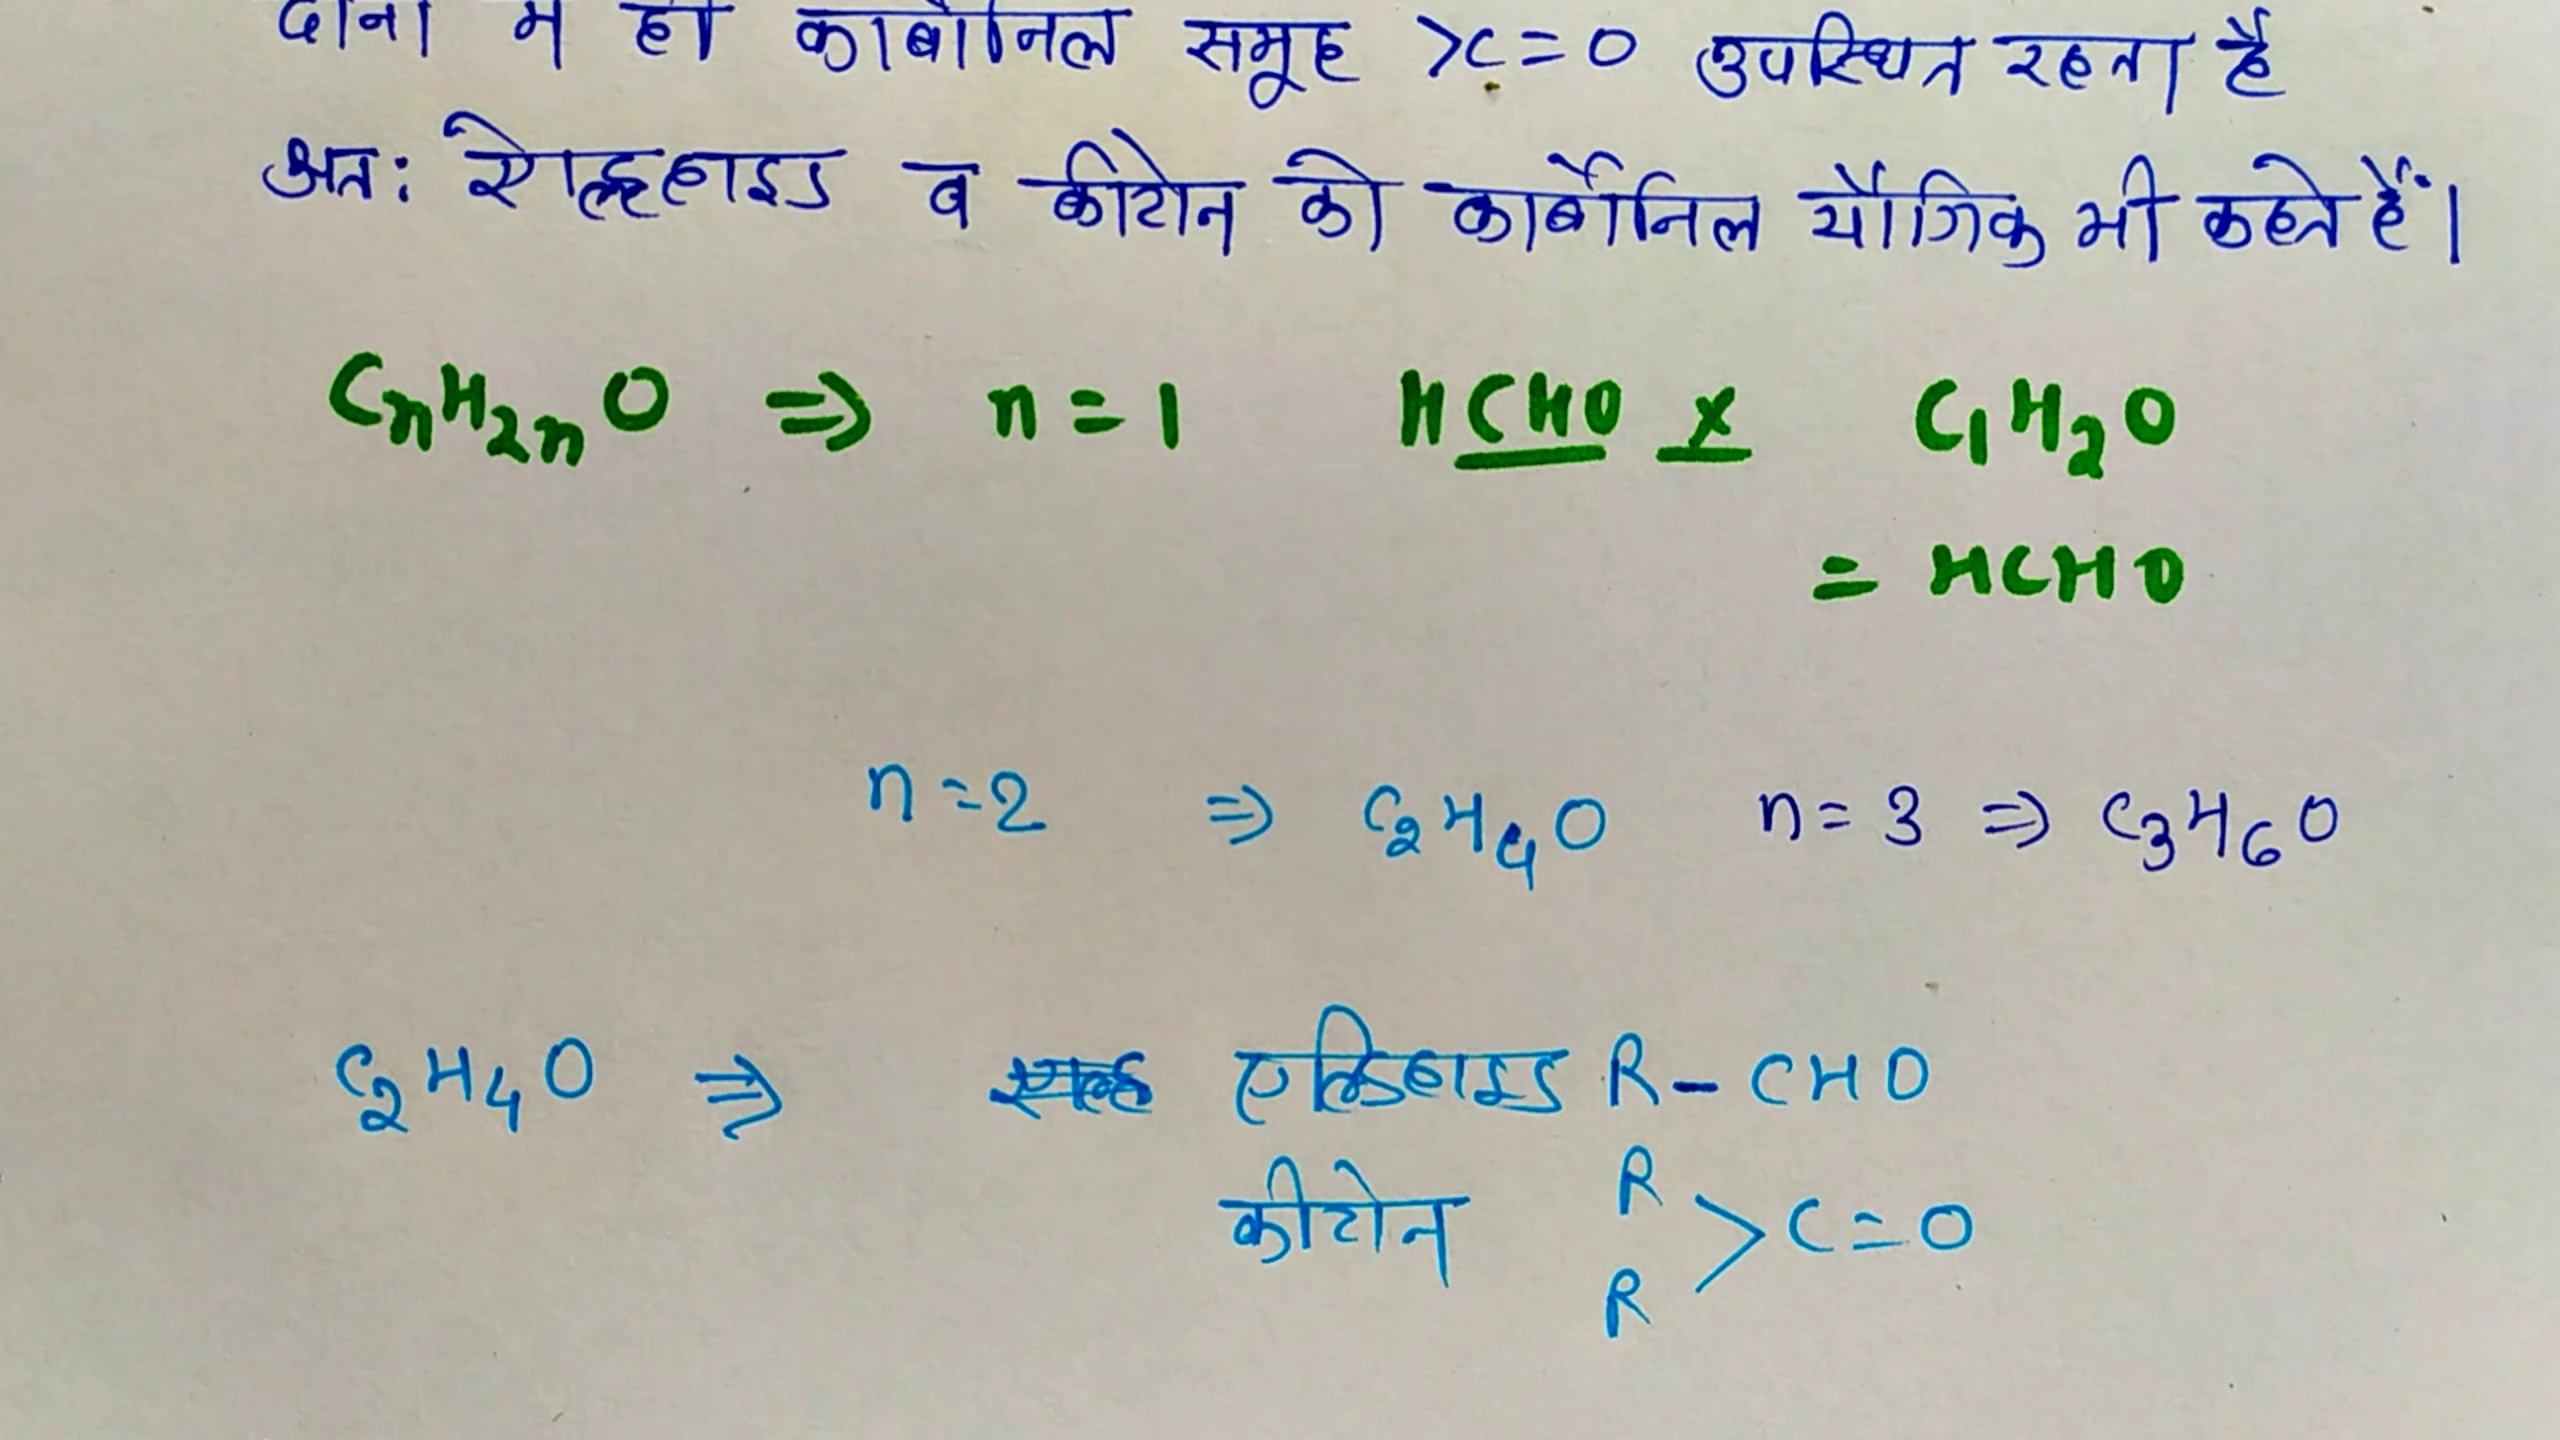 दोनों में ही कार्बोनिल समूह >C=O उपस्थित रहता है
अतः ऐल्डिहाइड व कीटोन को कार्बोनिल यौगिक भी कहते हैं।
CnH2nO ⇒ n=1 HCHO x C1H2O
= HCHO
n=2 ⇒ C2H4O n=3 ⇒ C3H6O
C2H4O ⇒ एल्डिहाइड R-CHO
कीटोन R
R >C=O